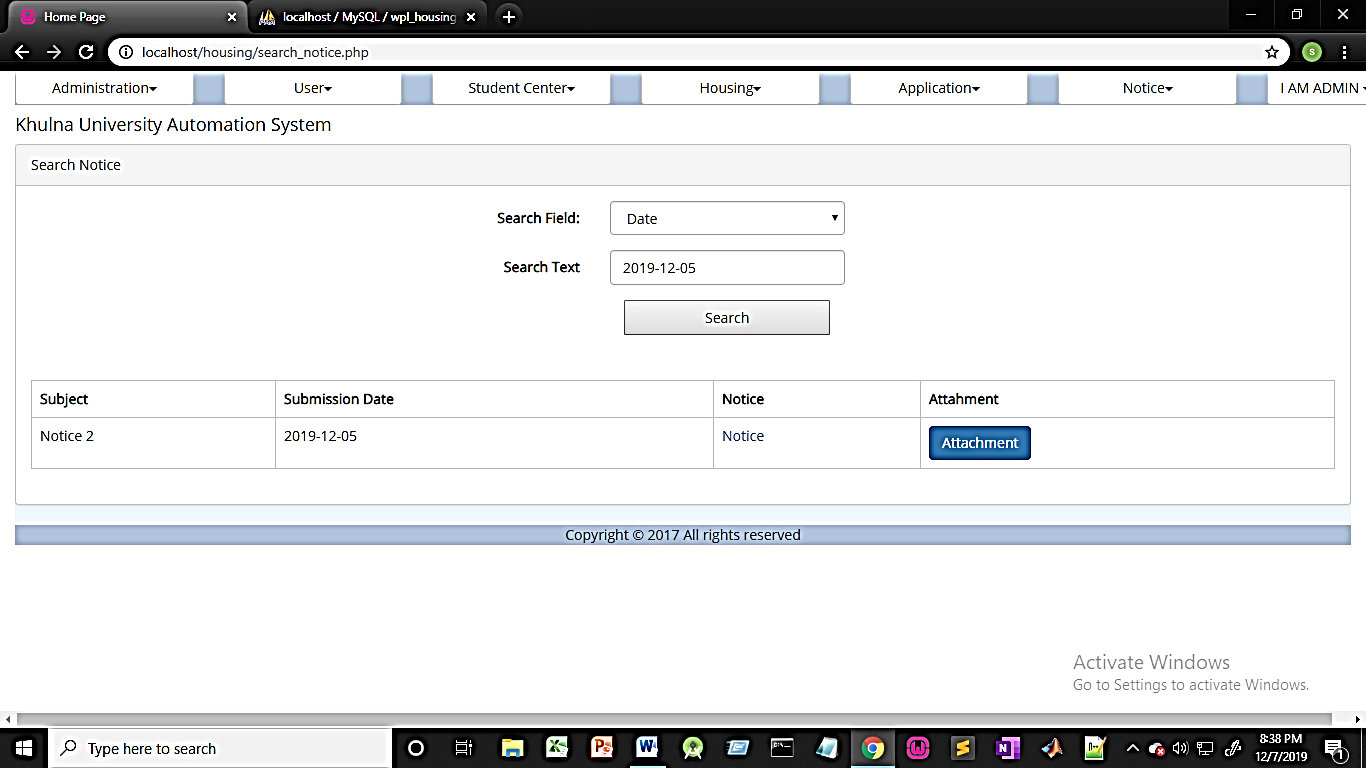 Home Page
localhost / MySQL / wpl_housing
localhost/housing/search_notice.php
Administration User Student Center Housing Application Notice I AM ADMIN
Khulna University Automation System
Search Notice
Search Field: Date
Search Text 2019-12-05
Search
Subject Submission Date Notice Attahment
Notice 2 2019-12-05 Notice Attachment
Copyright © 2017 All rights reserved
Activate Windows
Go to Settings to activate Windows.
Type here to search
8:38 PM
12/7/2019